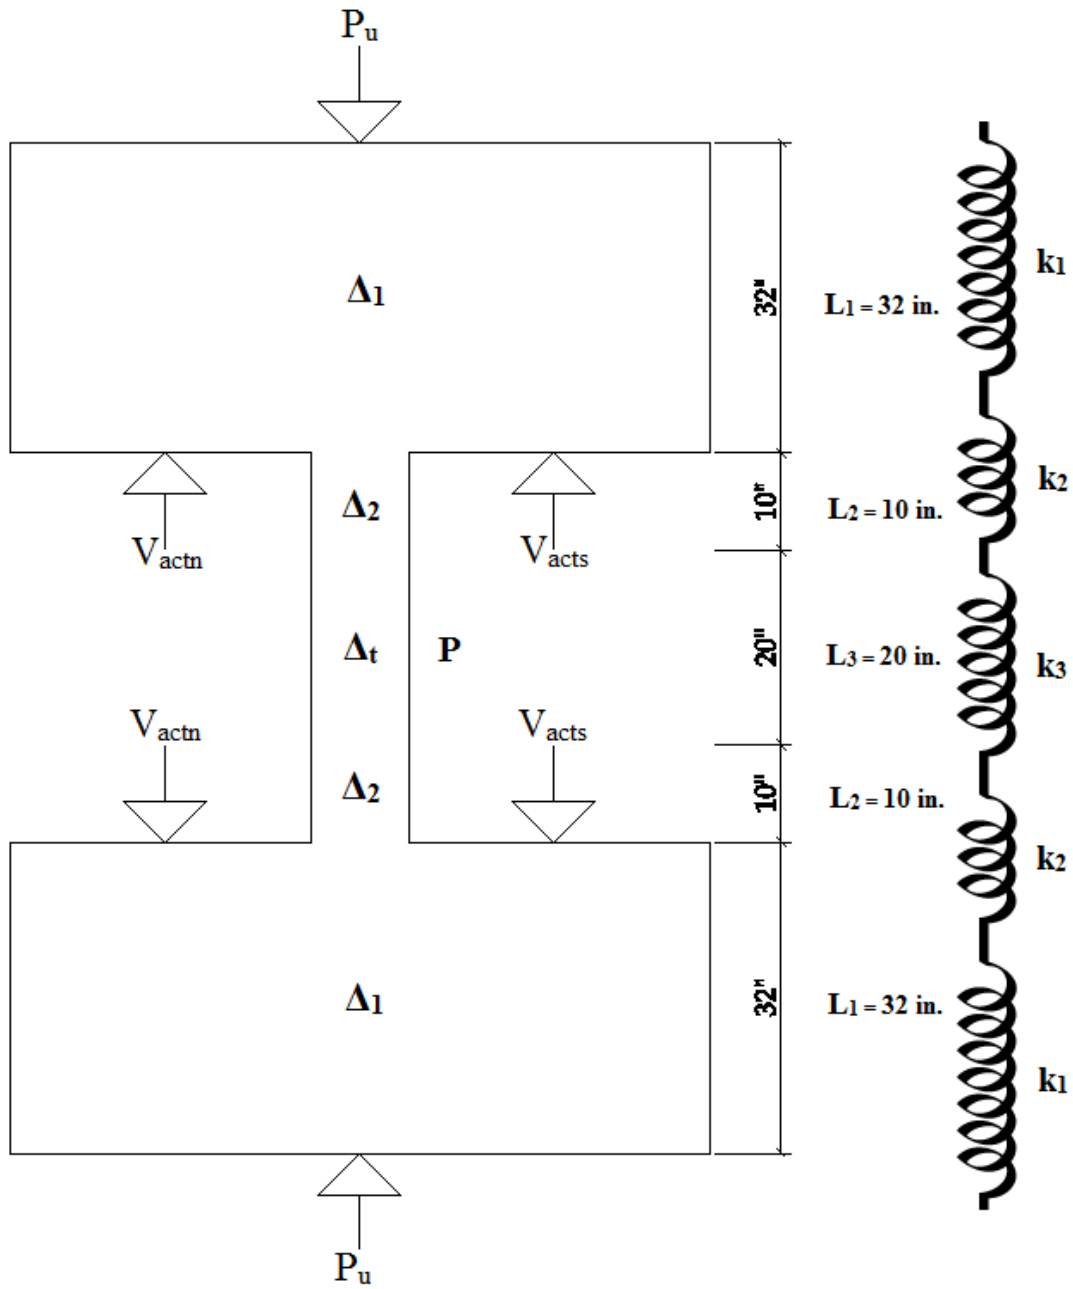 Pu
Δ1
32"
L1 = 32 in.
k1
Δ2
10"
L2 = 10 in.
k2
Vactn
Vacts
Δt
P
20"
L3 = 20 in.
k3
Vactn
Vacts
Δ2
10"
L2 = 10 in.
k2
Δ1
32"
L1 = 32 in.
k1
Pu